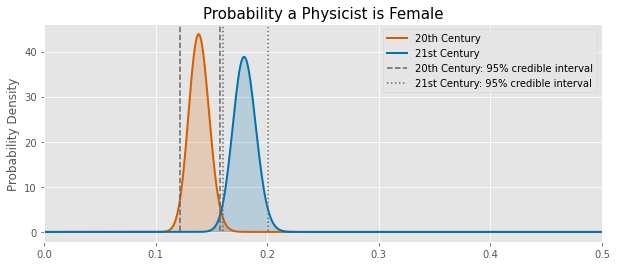 Probability a Physicist is Female
20th Century
21st Century
20th Century: 95% credible interval
21st Century: 95% credible interval
Probability Density
40
30
20
10
0
0.0 0.1 0.2 0.3 0.4 0.5